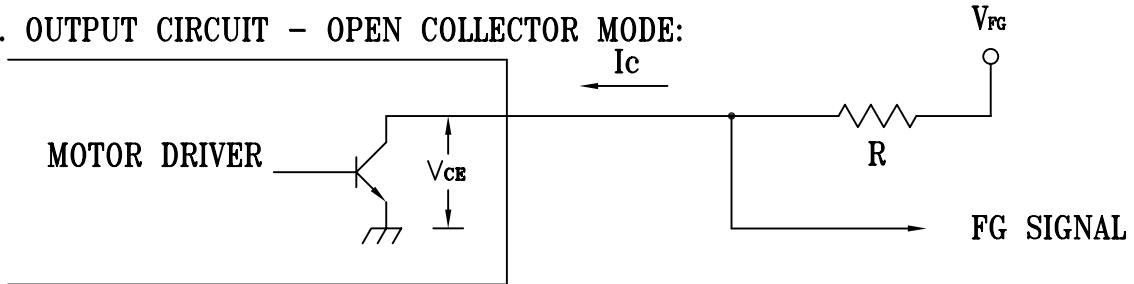 . OUTPUT CIRCUIT - OPEN COLLECTOR MODE:
VFG
Ic
MOTOR DRIVER
VCE
R
FG SIGNAL